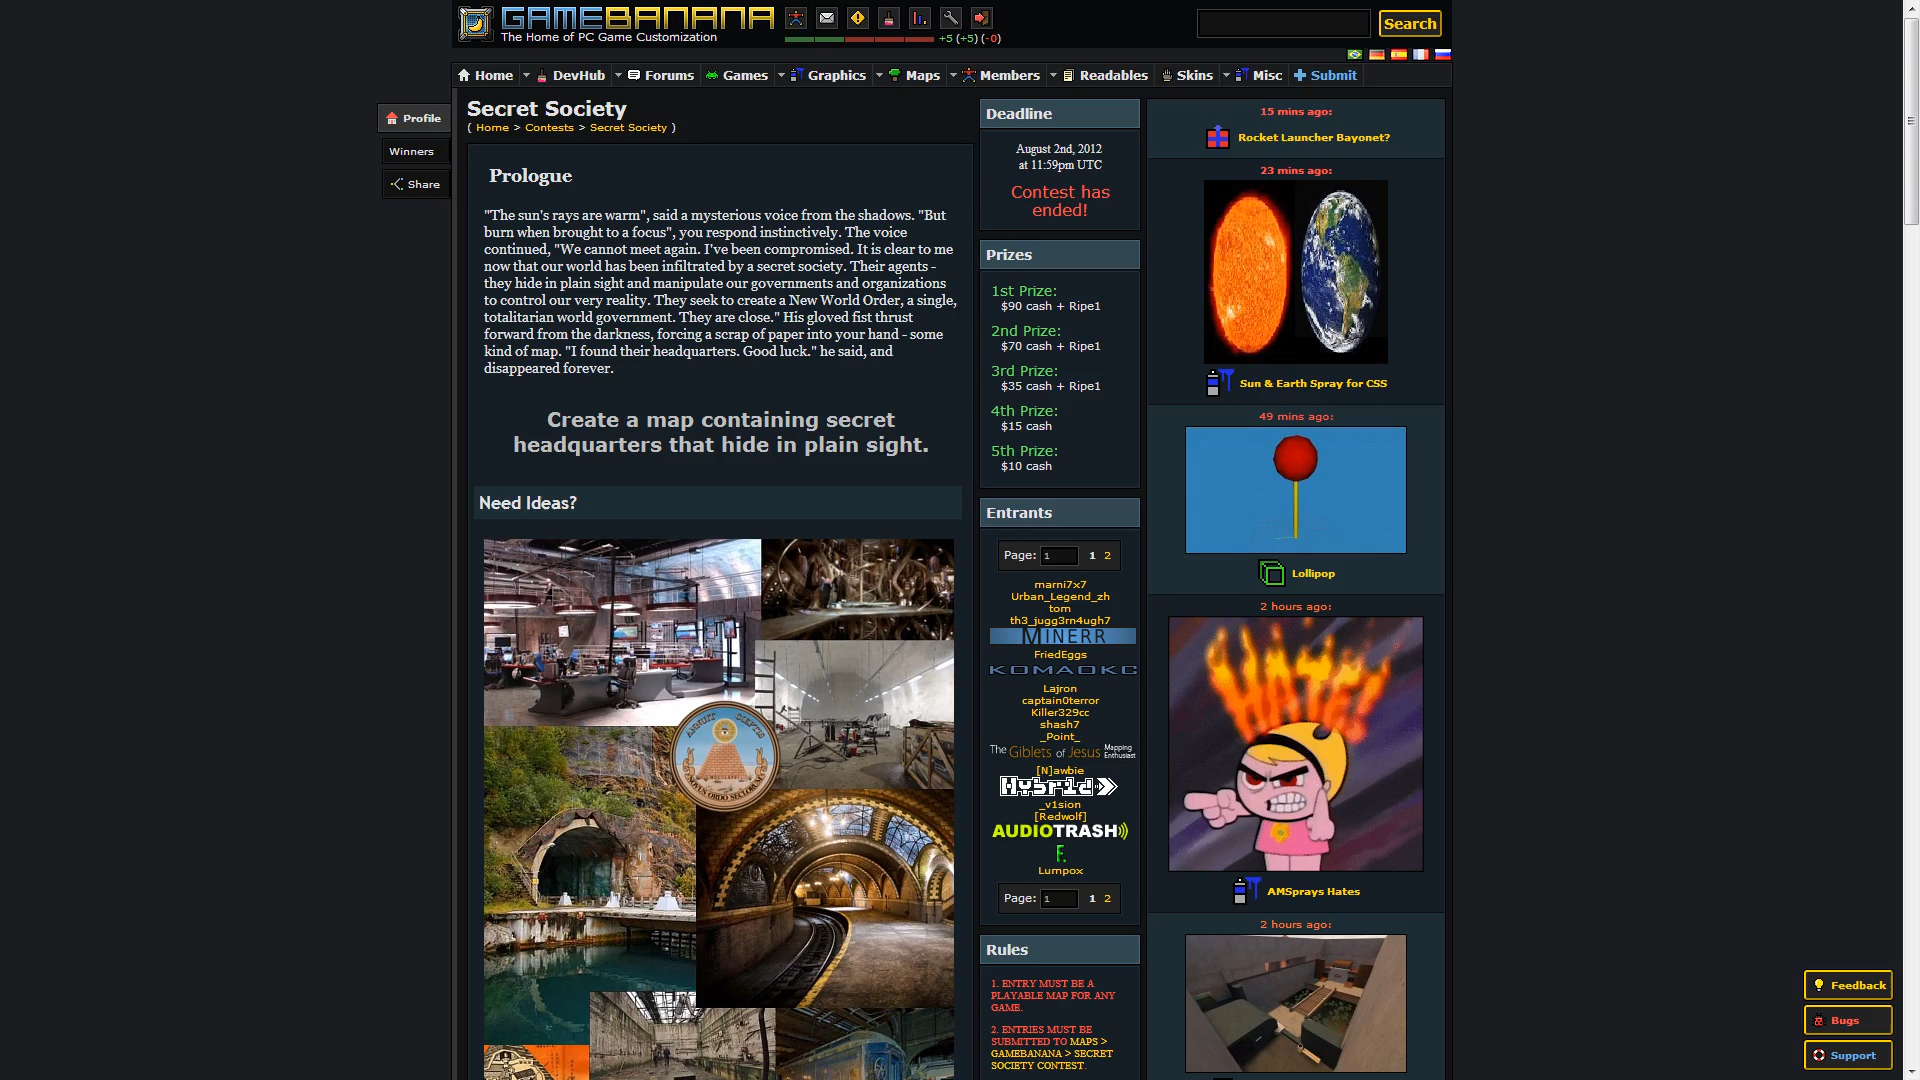 GAMEBANANA
The Home of PC Game Customization
+5 (+5) (-0)
Search
Home
DevHub
Forums
Games
Graphics
Maps
Members
Readables
Skins
Misc
Submit
Profile
Winners
Share
Secret Society
( Home > Contests > Secret Society )
Prologue
"The sun's rays are warm", said a mysterious voice from the shadows. "But
burn when brought to a focus", you respond instinctively. The voice
continued, "We cannot meet again. I've been compromised. It is clear to me
now that our world has been infiltrated by a secret society. Their agents -
they hide in plain sight and manipulate our governments and organizations
to control our very reality. They seek to create a New World Order, a single,
totalitarian world government. They are close." His gloved fist thrust
forward from the darkness, forcing a scrap of paper into your hand - some
kind of map. "I found their headquarters. Good luck." he said, and
disappeared forever.
Create a map containing secret
headquarters that hide in plain sight.
Need Ideas?
ANNUIT CŒPTIS
NOVUS ORDO SECLORUM
Deadline
August 2nd, 2012
at 11:59pm UTC
Contest has
ended!
Prizes
1st Prize:
$90 cash + Ripe1
2nd Prize:
$70 cash + Ripe1
3rd Prize:
$35 cash + Ripe1
4th Prize:
$15 cash
5th Prize:
$10 cash
Entrants
Page: 1 1 2
marni7x7
Urban_Legend_zh
tom
th3_jugg3rn4ugh7
MINERR
FriedEggs
KOMAOKC
Lajron
captain0terror
Killer329cc
shash7
_Point_
The Giblets of Jesus Mapping Enthusiast
[N]awbie
Hybrid
_v1sion
[Redwolf]
AUDIOTRASH
F.
Lumpox
Page: 1 1 2
Rules
1. ENTRY MUST BE A
PLAYABLE MAP FOR ANY
GAME.
2. ENTRIES MUST BE
SUBMITTED TO MAPS >
GAMEBANANA > SECRET
SOCIETY CONTEST.
15 mins ago:
Rocket Launcher Bayonet?
23 mins ago:
Sun & Earth Spray for CSS
49 mins ago:
Lollipop
2 hours ago:
HATE!
AMSprays Hates
2 hours ago:
Feedback
Bugs
Support